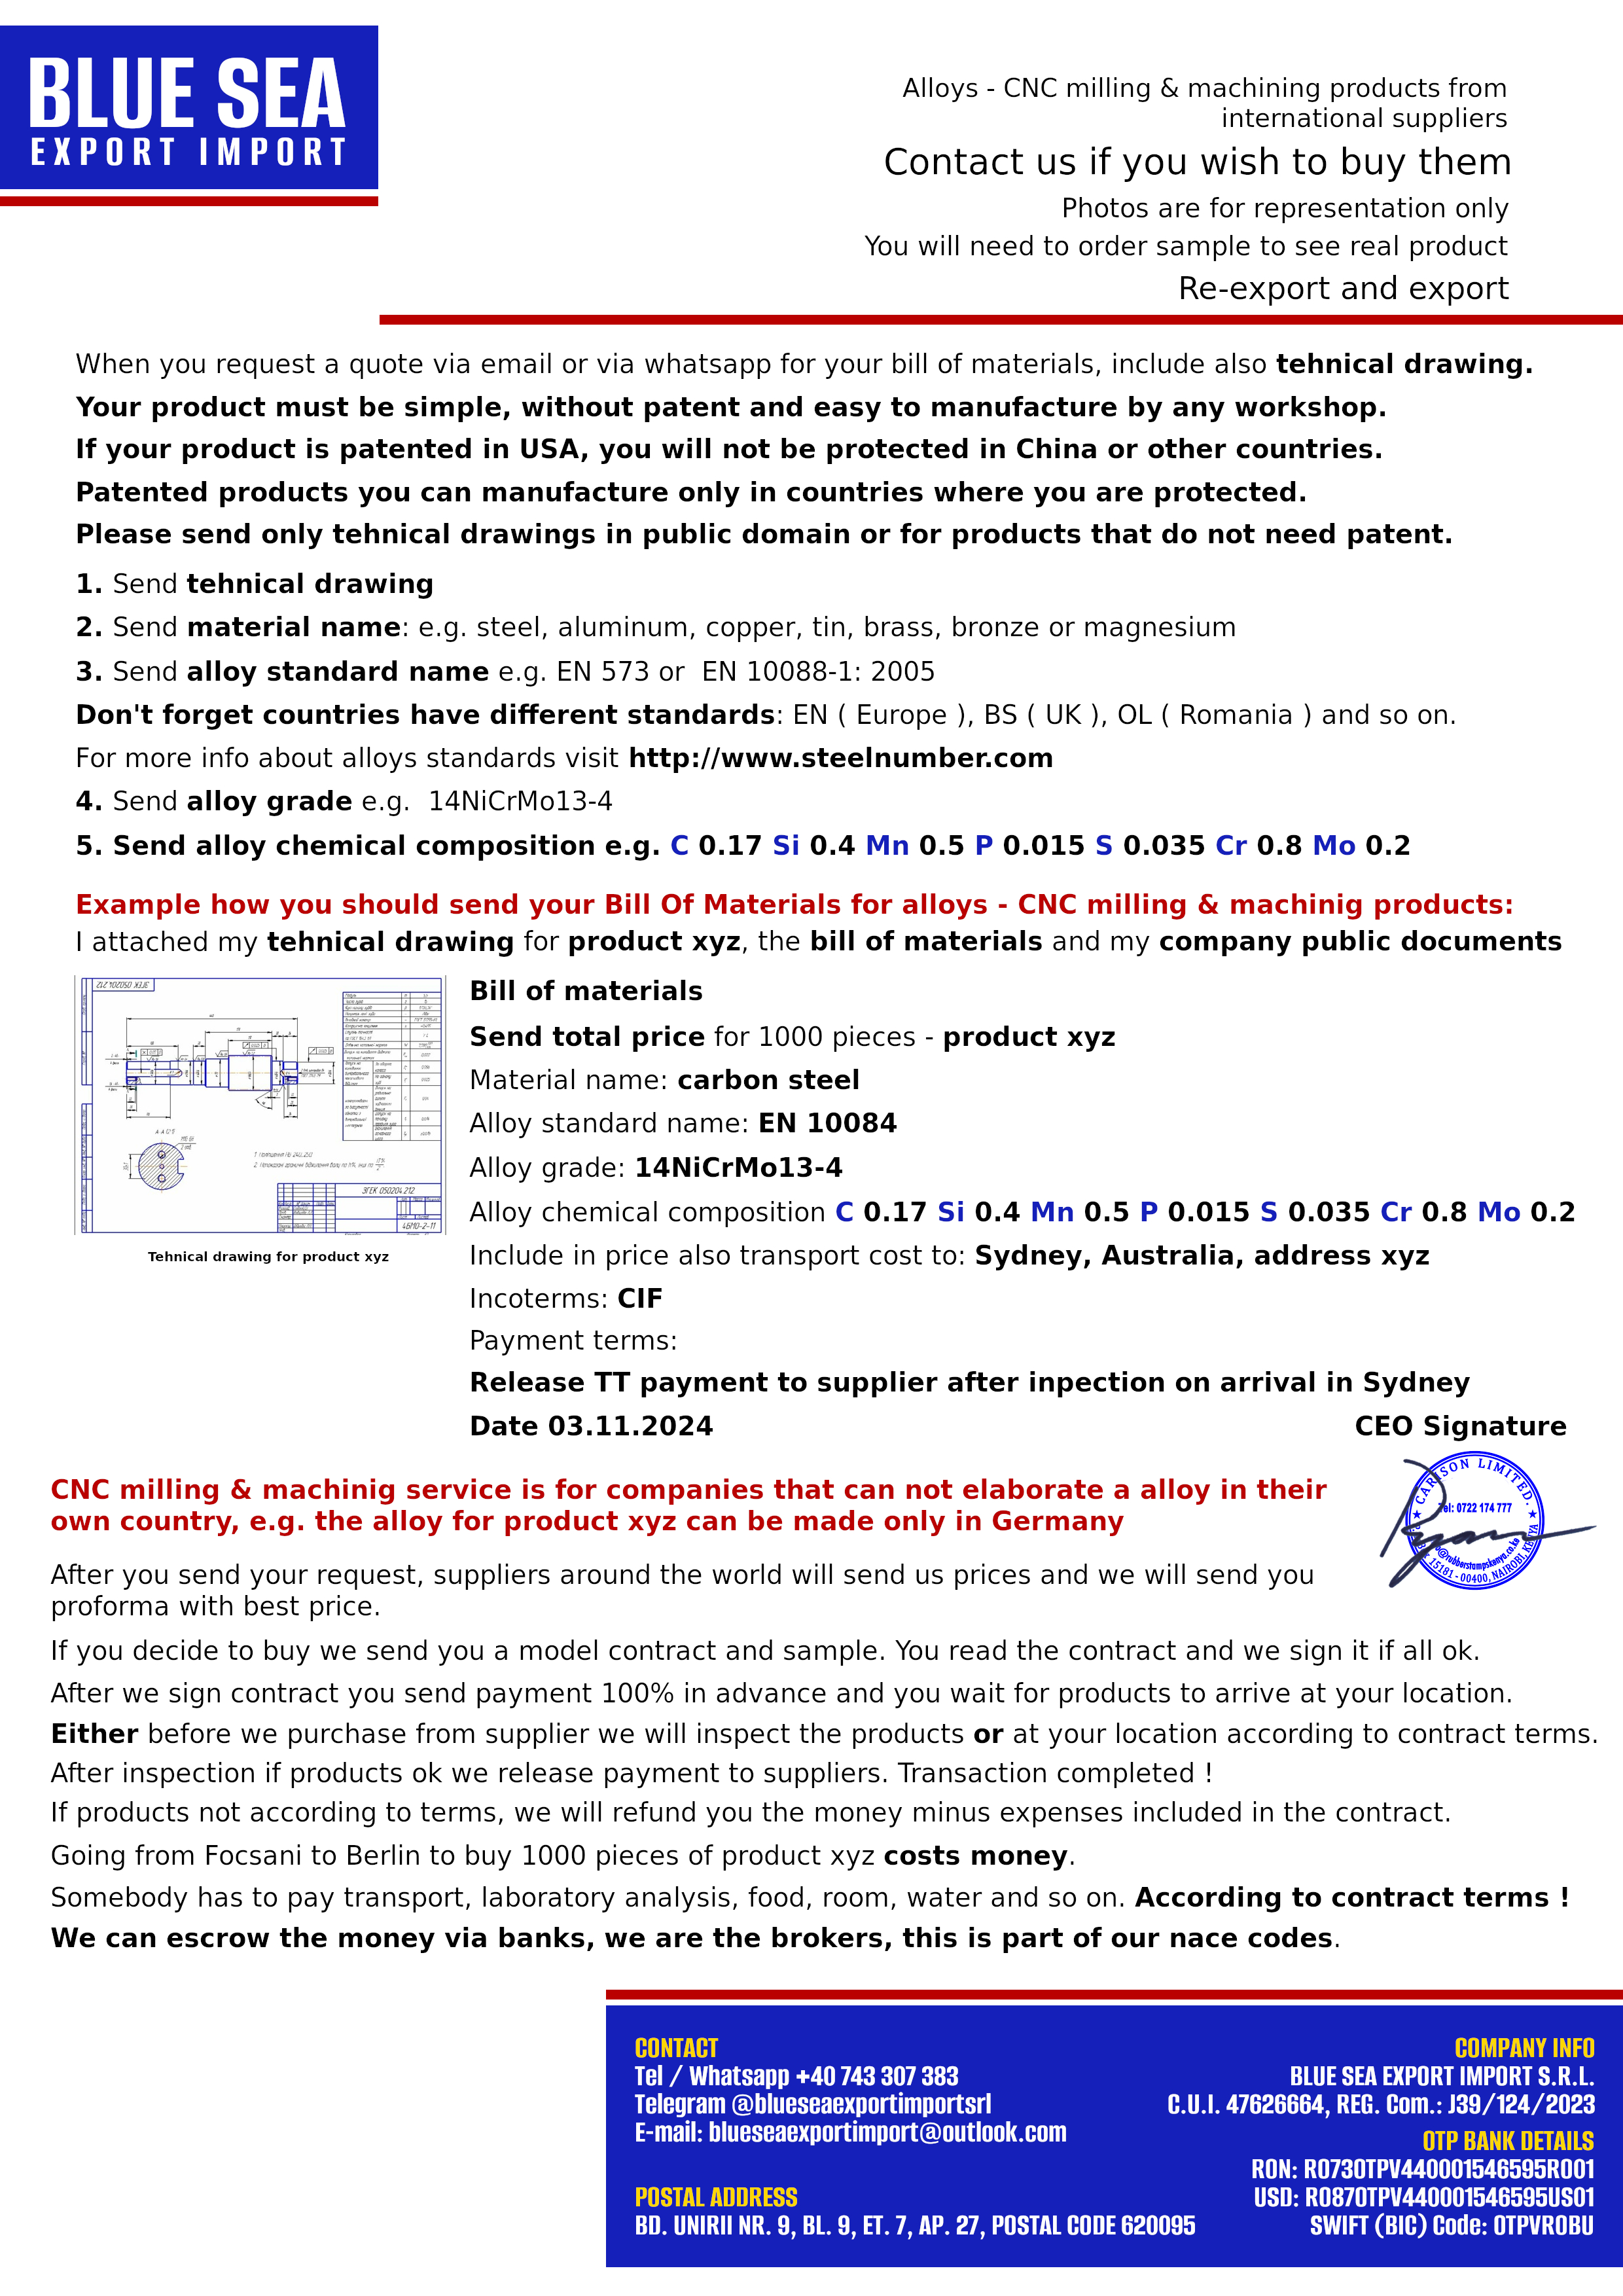 BLUE SEA
EXPORT IMPORT
Alloys - CNC milling & machining products from
international suppliers
Contact us if you wish to buy them
Photos are for representation only
You will need to order sample to see real product
Re-export and export
When you request a quote via email or via whatsapp for your bill of materials, include also tehnical drawing.
Your product must be simple, without patent and easy to manufacture by any workshop.
If your product is patented in USA, you will not be protected in China or other countries.
Patented products you can manufacture only in countries where you are protected.
Please send only tehnical drawings in public domain or for products that do not need patent.
1. Send tehnical drawing
2. Send material name: e.g. steel, aluminum, copper, tin, brass, bronze or magnesium
3. Send alloy standard name e.g. EN 573 or EN 10088-1: 2005
Don't forget countries have different standards: EN ( Europe ), BS ( UK ), OL ( Romania ) and so on.
For more info about alloys standards visit http://www.steelnumber.com
4. Send alloy grade e.g. 14NiCrMo13-4
5. Send alloy chemical composition e.g. C 0.17 Si 0.4 Mn 0.5 P 0.015 S 0.035 Cr 0.8 Mo 0.2
Example how you should send your Bill Of Materials for alloys - CNC milling & machinig products:
I attached my tehnical drawing for product xyz, the bill of materials and my company public documents
ЗГЕК 050204.212
46М10-2-11
Tehnical drawing for product xyz
Bill of materials
Send total price for 1000 pieces - product xyz
Material name: carbon steel
Alloy standard name: EN 10084
Alloy grade: 14NiCrMo13-4
Alloy chemical composition C 0.17 Si 0.4 Mn 0.5 P 0.015 S 0.035 Cr 0.8 Mo 0.2
Include in price also transport cost to: Sydney, Australia, address xyz
Incoterms: CIF
Payment terms:
Release TT payment to supplier after inpection on arrival in Sydney
Date 03.11.2024
CEO Signature
CARISON LIMITED.
Tel: 0722 174 777
@rubberstampskenya.co.ke
15181 - 00400, NAIROBI, KENYA
CNC milling & machinig service is for companies that can not elaborate a alloy in their
own country, e.g. the alloy for product xyz can be made only in Germany
After you send your request, suppliers around the world will send us prices and we will send you
proforma with best price.
If you decide to buy we send you a model contract and sample. You read the contract and we sign it if all ok.
After we sign contract you send payment 100% in advance and you wait for products to arrive at your location.
Either before we purchase from supplier we will inspect the products or at your location according to contract terms.
After inspection if products ok we release payment to suppliers. Transaction completed !
If products not according to terms, we will refund you the money minus expenses included in the contract.
Going from Focsani to Berlin to buy 1000 pieces of product xyz costs money.
Somebody has to pay transport, laboratory analysis, food, room, water and so on. According to contract terms !
We can escrow the money via banks, we are the brokers, this is part of our nace codes.
CONTACT
Tel / Whatsapp +40 743 307 383
Telegram @blueseaexportimportsrl
E-mail: blueseaexportimport@outlook.com
POSTAL ADDRESS
BD. UNIRII NR. 9, BL. 9, ET. 7, AP. 27, POSTAL CODE 620095
COMPANY INFO
BLUE SEA EXPORT IMPORT S.R.L.
C.U.I. 47626664, REG. Com.: J39/124/2023
OTP BANK DETAILS
RON: RO73OTPV440001546595RO01
USD: RO87OTPV440001546595US01
SWIFT (BIC) Code: OTPVROBU